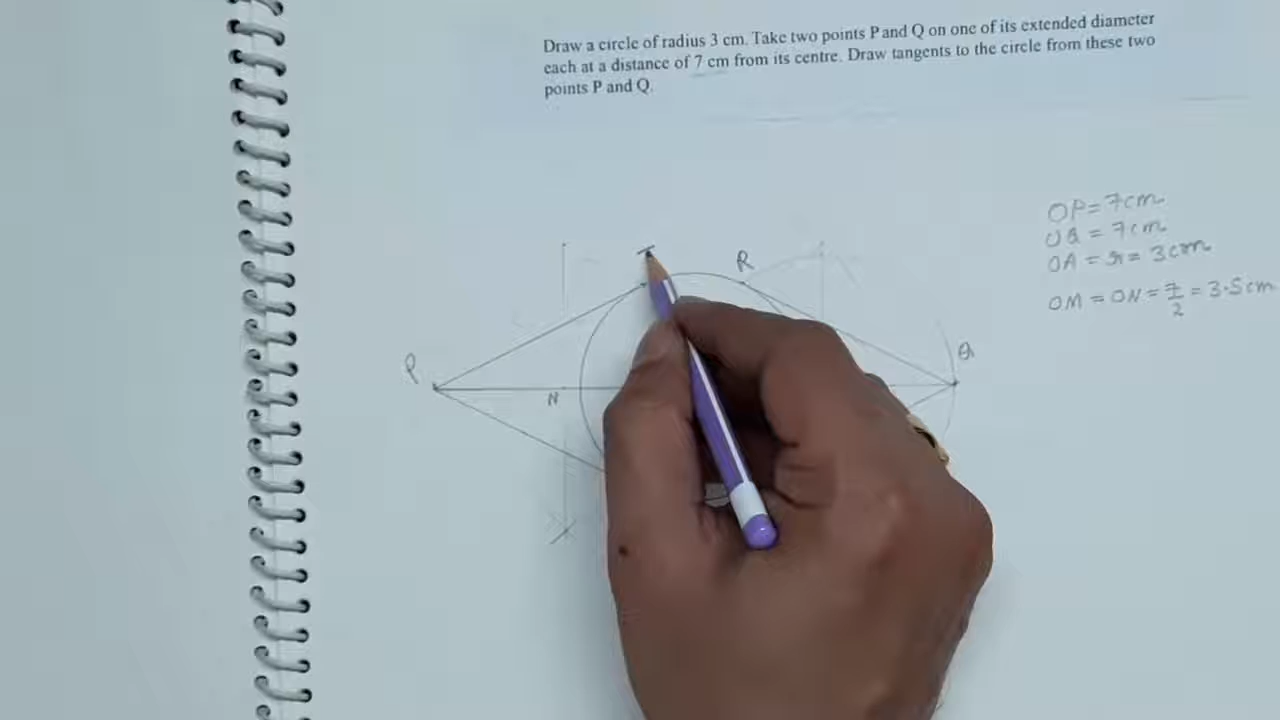 Draw a circle of radius 3 cm. Take two points P and Q on one of its extended diameter
each at a distance of 7 cm from its centre. Draw tangents to the circle from these two
points P and Q.
OP = 7cm
OQ = 7cm
OA = r = 3cm
OM = ON = 7/2 = 3.5cm
T
R
Q
P
N